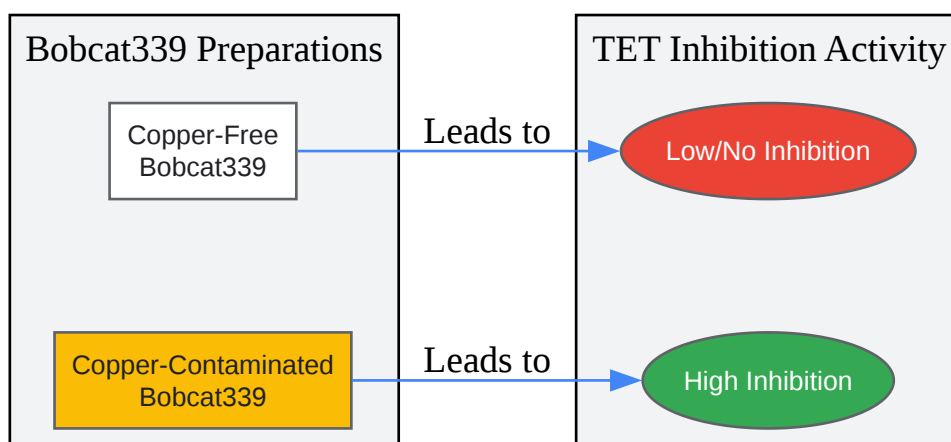 Bobcat339 Preparations
TET Inhibition Activity
Copper-Free
Bobcat339
Leads to
Low/No Inhibition
Copper-Contaminated
Bobcat339
Leads to
High Inhibition